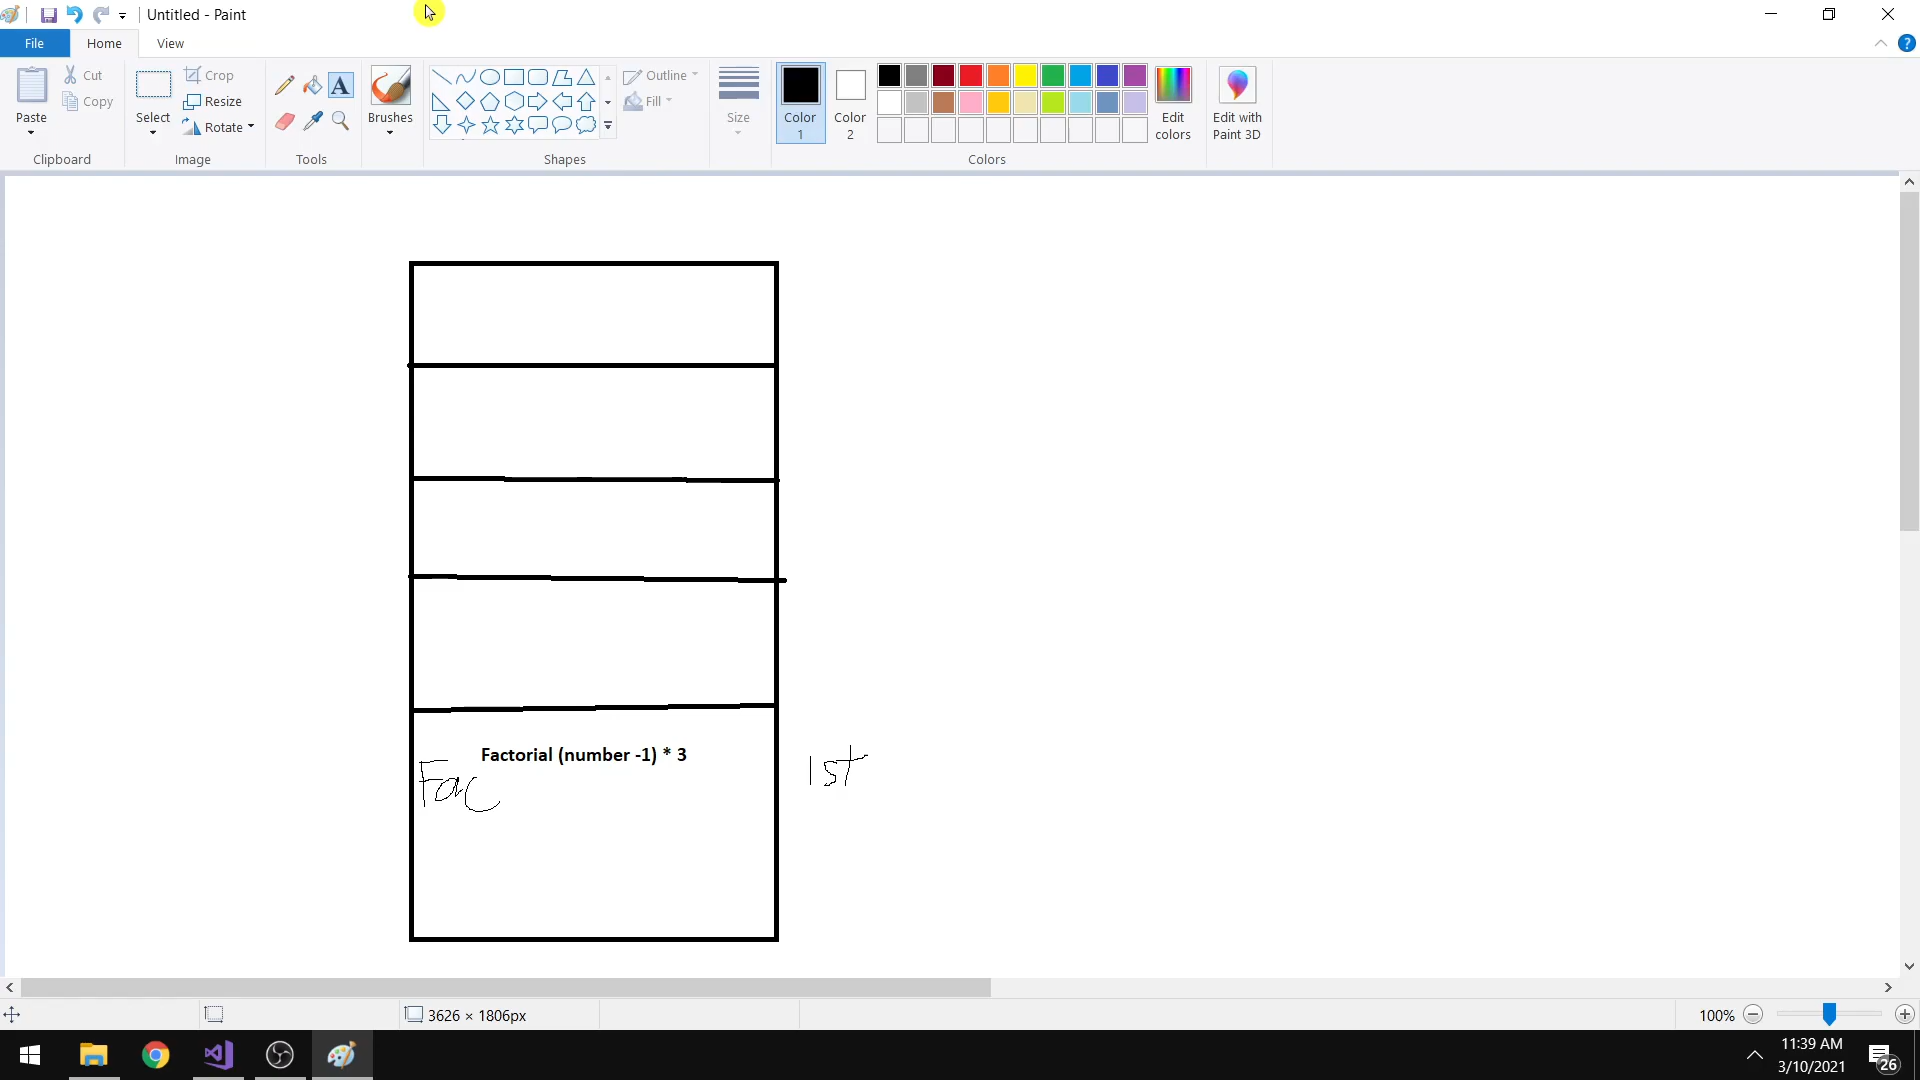 Untitled - Paint
File Home View
Paste
Cut
Copy
Clipboard
Select
Crop
Resize
Rotate
Image
Tools
Brushes
Shapes
Outline
Fill
Size
Color 1
Color 2
Edit colors
Colors
Edit with Paint 3D
Factorial (number -1) * 3
Fac
1st
3626 × 1806px
100%
11:39 AM
3/10/2021
26